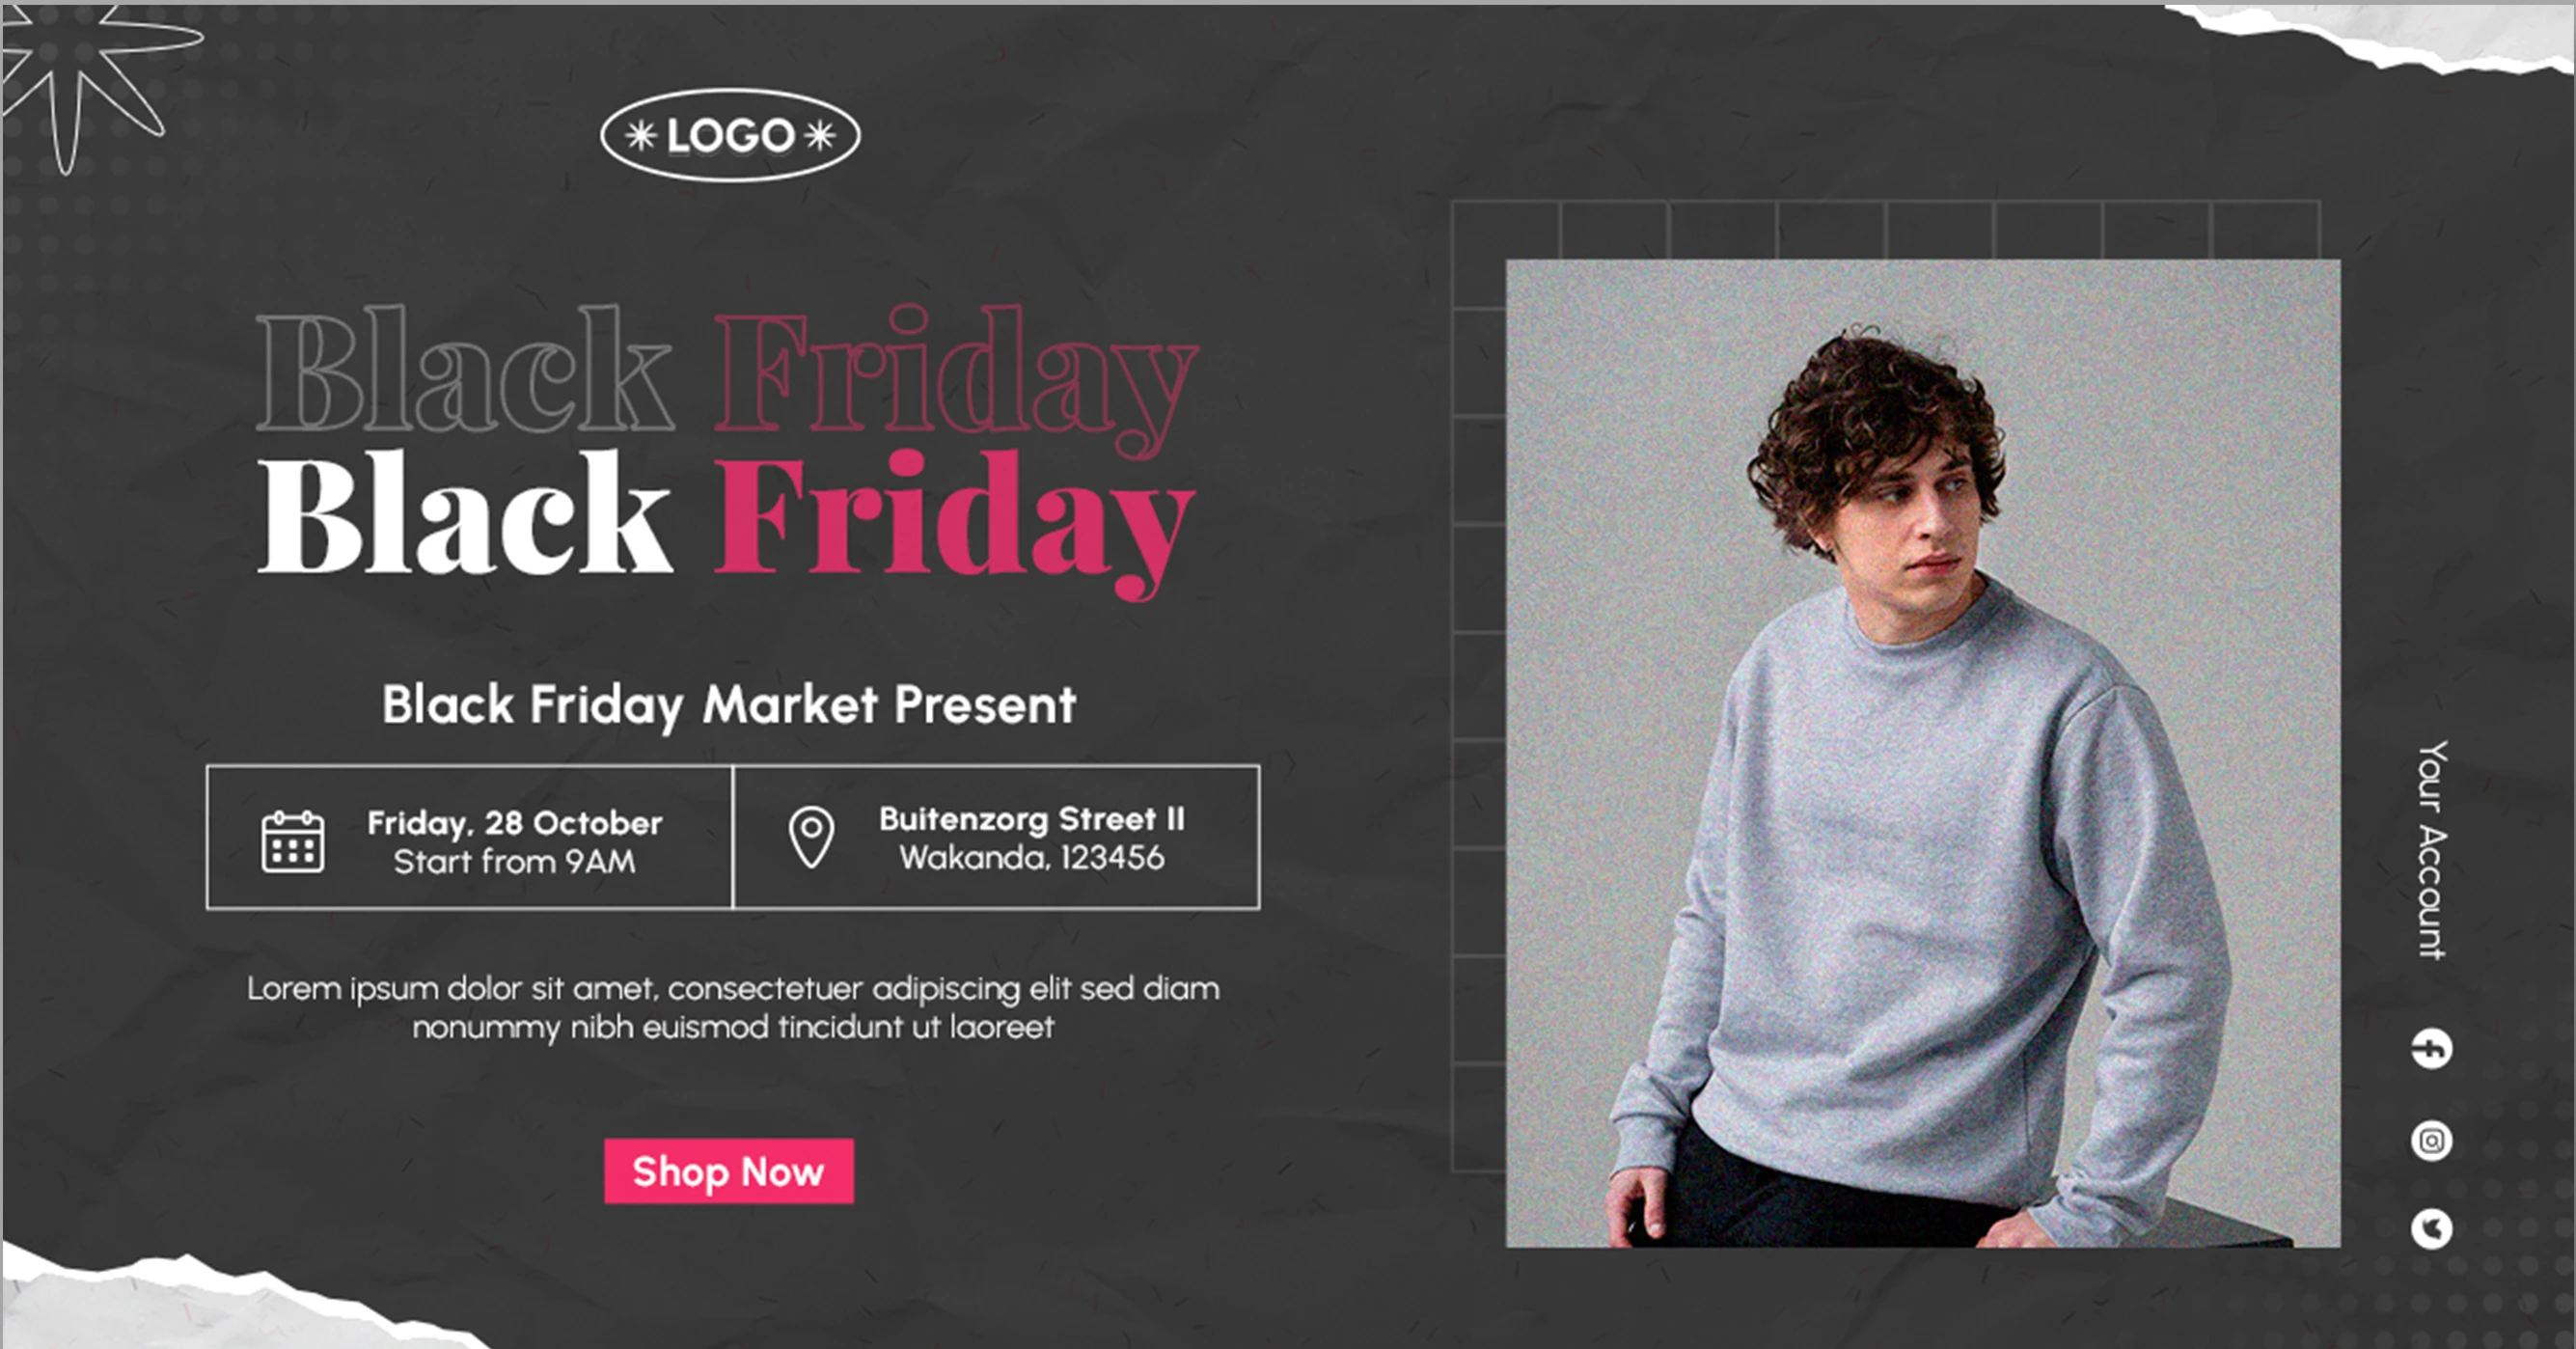 LOGO
Black Friday
Black Friday
Black Friday Market Present
Friday, 28 October
Start from 9AM
Buitenzorg Street II
Wakanda, 123456
Lorem ipsum dolor sit amet, consectetuer adipiscing elit sed diam
nonummy nibh euismod tincidunt ut laoreet
Shop Now
Your Account